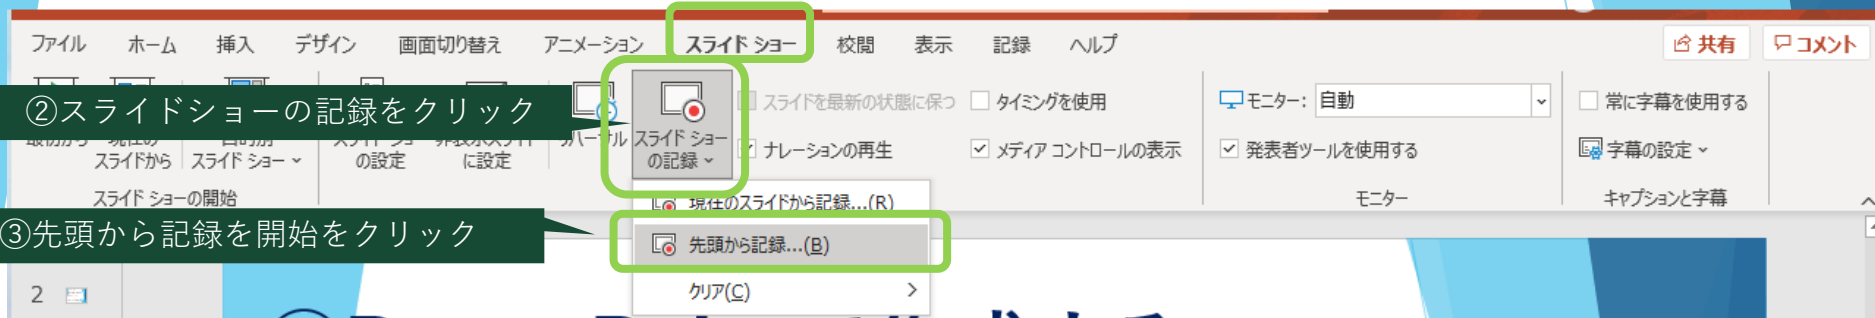 ファイル ホーム 挿入 デザイン 画面切り替え アニメーション スライド ショー 校閲 表示 記録 ヘルプ 共有 コメント
②スライドショーの記録をクリック
スライドから スライド ショー の設定 に設定 スライド ショー の記録
スライドを最新の状態に保つ タイミングを使用 モニター: 自動 常に字幕を使用する
ナレーションの再生 メディア コントロールの表示 発表者ツールを使用する 字幕の設定
スライド ショーの開始 モニター キャプションと字幕
現在のスライドから記録...(R)
③先頭から記録を開始をクリック
先頭から記録...(B)
クリア(C)
2